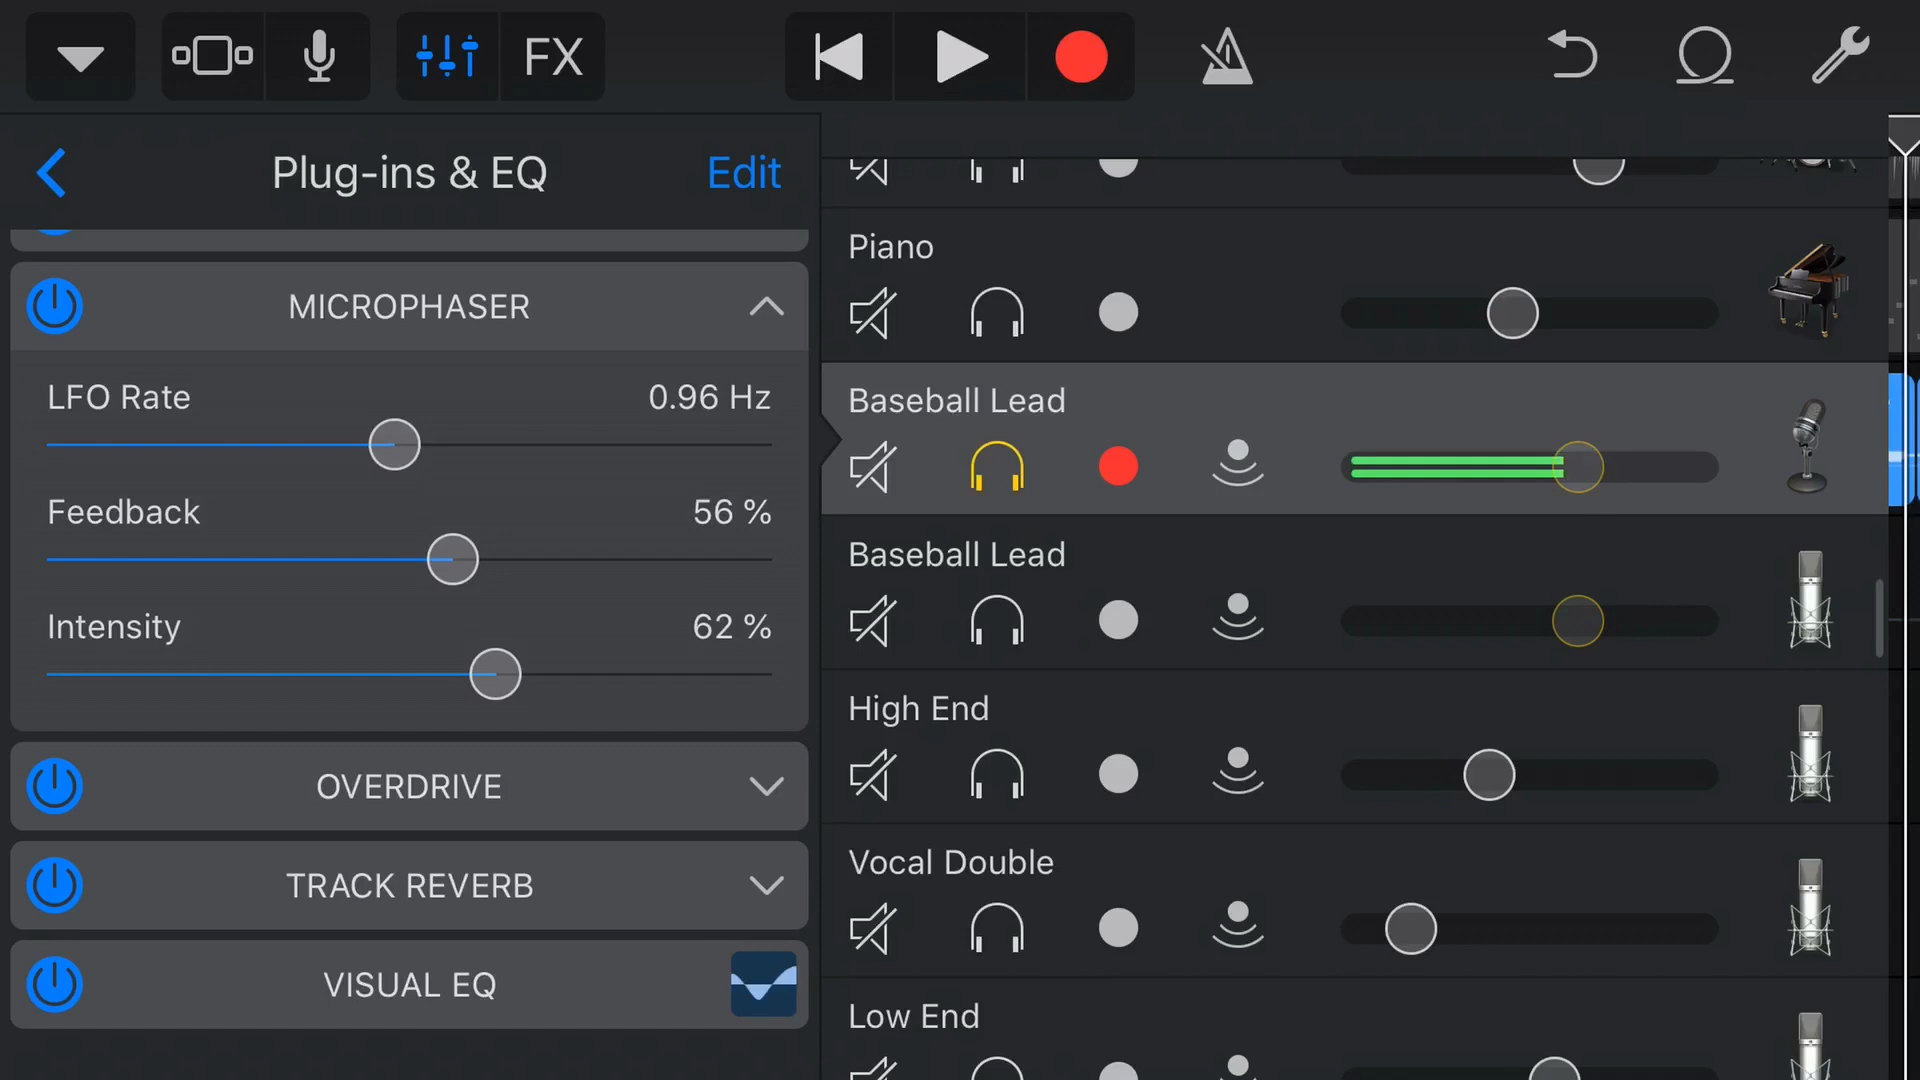 FX
Plug-ins & EQ
Edit
MICROPHASER
LFO Rate
0.96 Hz
Feedback
56 %
Intensity
62 %
OVERDRIVE
TRACK REVERB
VISUAL EQ
Piano
Baseball Lead
Baseball Lead
High End
Vocal Double
Low End